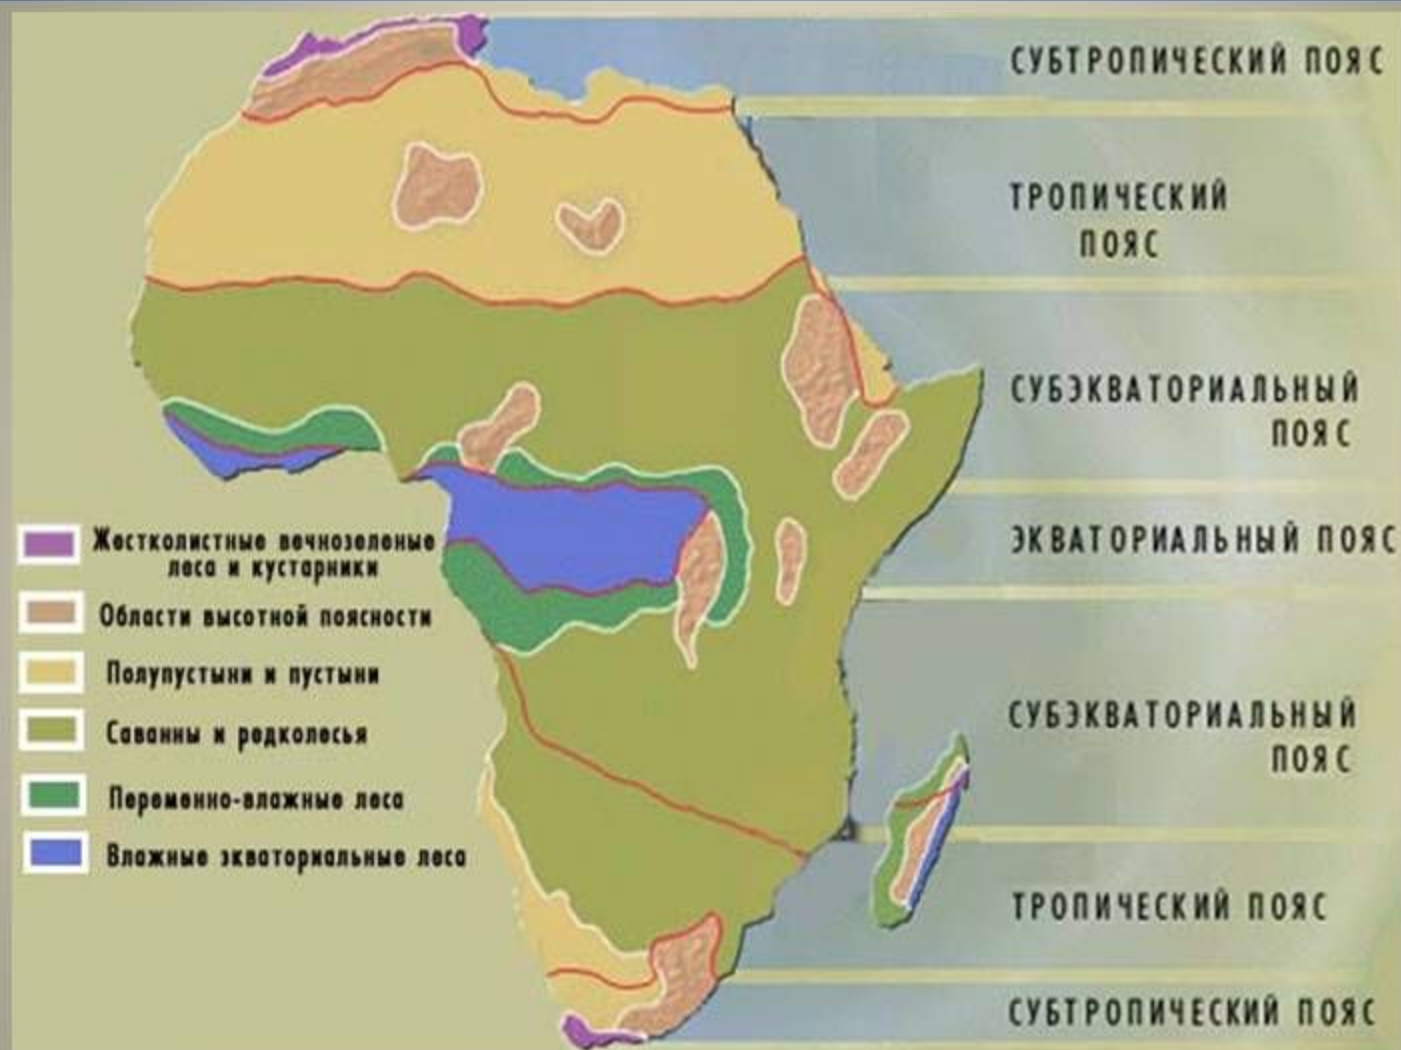 СУБТРОПИЧЕСКИЙ ПОЯС
ТРОПИЧЕСКИЙ
ПОЯС
СУБЭКВАТОРИАЛЬНЫЙ
ПОЯС
ЭКВАТОРИАЛЬНЫЙ ПОЯС
СУБЭКВАТОРИАЛЬНЫЙ
ПОЯС
ТРОПИЧЕСКИЙ ПОЯС
СУБТРОПИЧЕСКИЙ ПОЯС
Жестколистные вечнозеленые
леса и кустарники
Области высотной поясности
Полупустыни и пустыни
Саванны и редколесья
Переменно-влажные леса
Влажные экваториальные леса